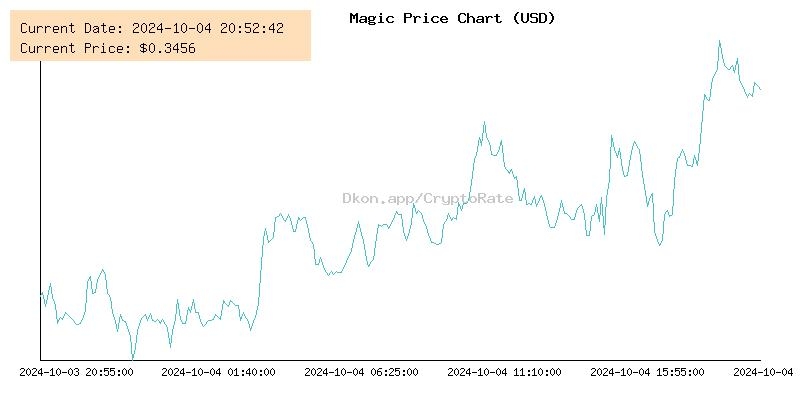 Magic Price Chart (USD)
Current Date: 2024-10-04 20:52:42
Current Price: $0.3456
Dkon.app/CryptoRate
2024-10-03 20:55:00
2024-10-04 01:40:00
2024-10-04 06:25:00
2024-10-04 11:10:00
2024-10-04 15:55:00
2024-10-04